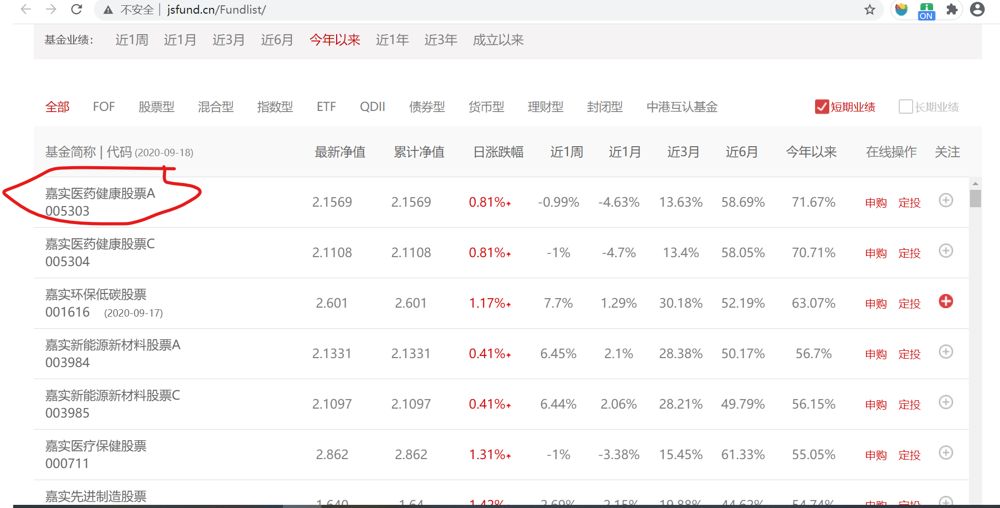 不安全 | jsfund.cn/Fundlist/
ON
基金业绩： 近1周 近1月 近3月 近6月 今年以来 近1年 近3年 成立以来
全部 FOF 股票型 混合型 指数型 ETF QDII 债券型 货币型 理财型 封闭型 中港互认基金 短期业绩 长期业绩
基金简称 | 代码 (2020-09-18) 最新净值 累计净值 日涨跌幅 近1周 近1月 近3月 近6月 今年以来 在线操作 关注
嘉实医药健康股票A
005303 2.1569 2.1569 0.81% -0.99% -4.63% 13.63% 58.69% 71.67% 申购 定投
嘉实医药健康股票C
005304 2.1108 2.1108 0.81% -1% -4.7% 13.4% 58.05% 70.71% 申购 定投
嘉实环保低碳股票
001616 (2020-09-17) 2.601 2.601 1.17% 7.7% 1.29% 30.18% 52.19% 63.07% 申购 定投
嘉实新能源新材料股票A
003984 2.1331 2.1331 0.41% 6.45% 2.1% 28.38% 50.17% 56.7% 申购 定投
嘉实新能源新材料股票C
003985 2.1097 2.1097 0.41% 6.44% 2.06% 28.21% 49.79% 56.15% 申购 定投
嘉实医疗保健股票
000711 2.862 2.862 1.31% -1% -3.38% 15.45% 61.33% 55.05% 申购 定投
嘉实先进制造股票
1.640 1.64 1.42% 19.88% 44.62% 54.74% 申购 定投